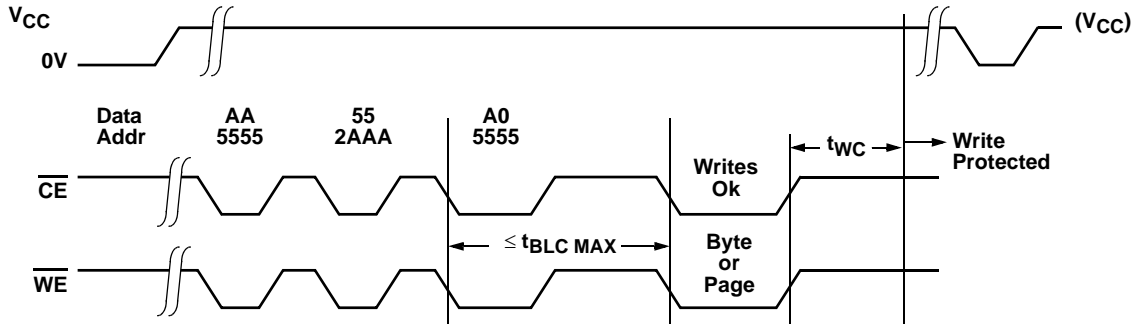 VCC
(VCC)
0V
Data AA 55 A0
Addr 5555 2AAA 5555
tWC
Write
Protected
CE
Writes
Ok
≤ tBLC MAX
Byte
or
Page
WE